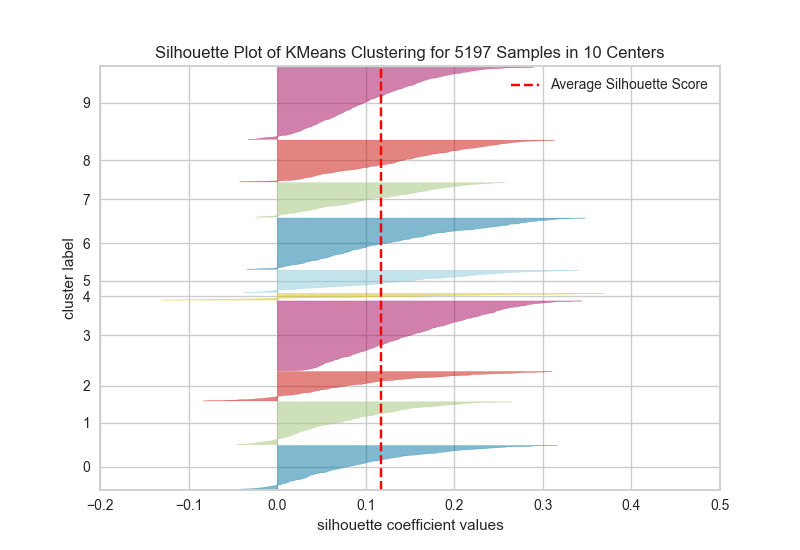 Silhouette Plot of KMeans Clustering for 5197 Samples in 10 Centers
Average Silhouette Score
9
8
7
6
5
4
3
2
1
0
cluster label
−0.2 −0.1 0.0 0.1 0.2 0.3 0.4 0.5
silhouette coefficient values